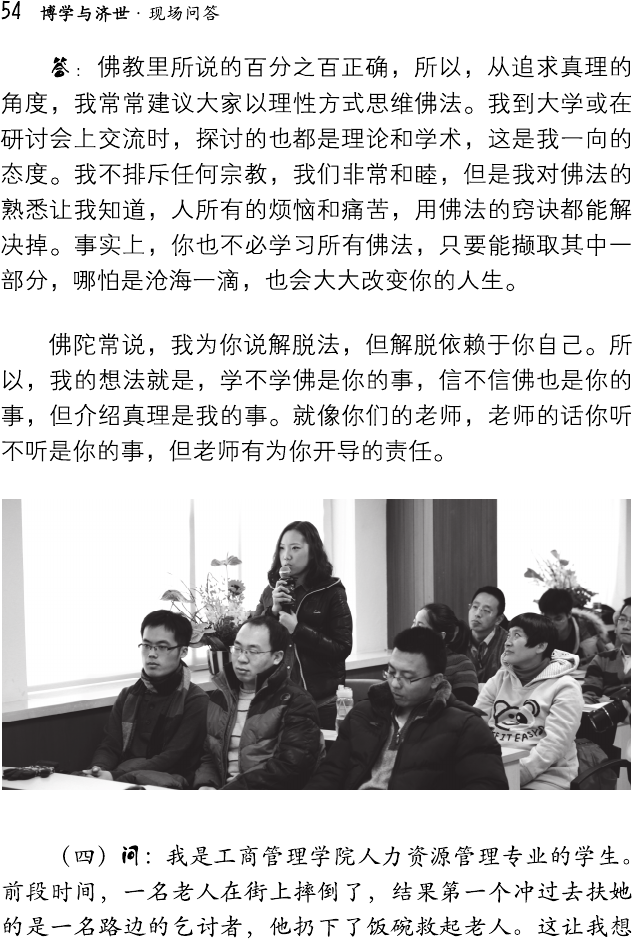 54 博学与济世 · 现场问答
答：佛教里所说的百分之百正确，所以，从追求真理的
角度，我常常建议大家以理性方式思维佛法。我到大学或在
研讨会上交流时，探讨的也都是理论和学术，这是我一向的
态度。我不排斥任何宗教，我们非常和睦，但是我对佛法的
熟悉让我知道，人所有的烦恼和痛苦，用佛法的窍诀都能解
决掉。事实上，你也不必学习所有佛法，只要能撷取其中一
部分，哪怕是沧海一滴，也会大大改变你的人生。
佛陀常说，我为你说解脱法，但解脱依赖于你自己。所
以，我的想法就是，学不学佛是你的事，信不信佛也是你的
事，但介绍真理是我的事。就像你们的老师，老师的话你听
不听是你的事，但老师有为你开导的责任。
（四）问：我是工商管理学院人力资源管理专业的学生。
前段时间，一名老人在街上摔倒了，结果第一个冲过去扶她
的是一名路边的乞讨者，他扔下了饭碗救起老人。这让我想